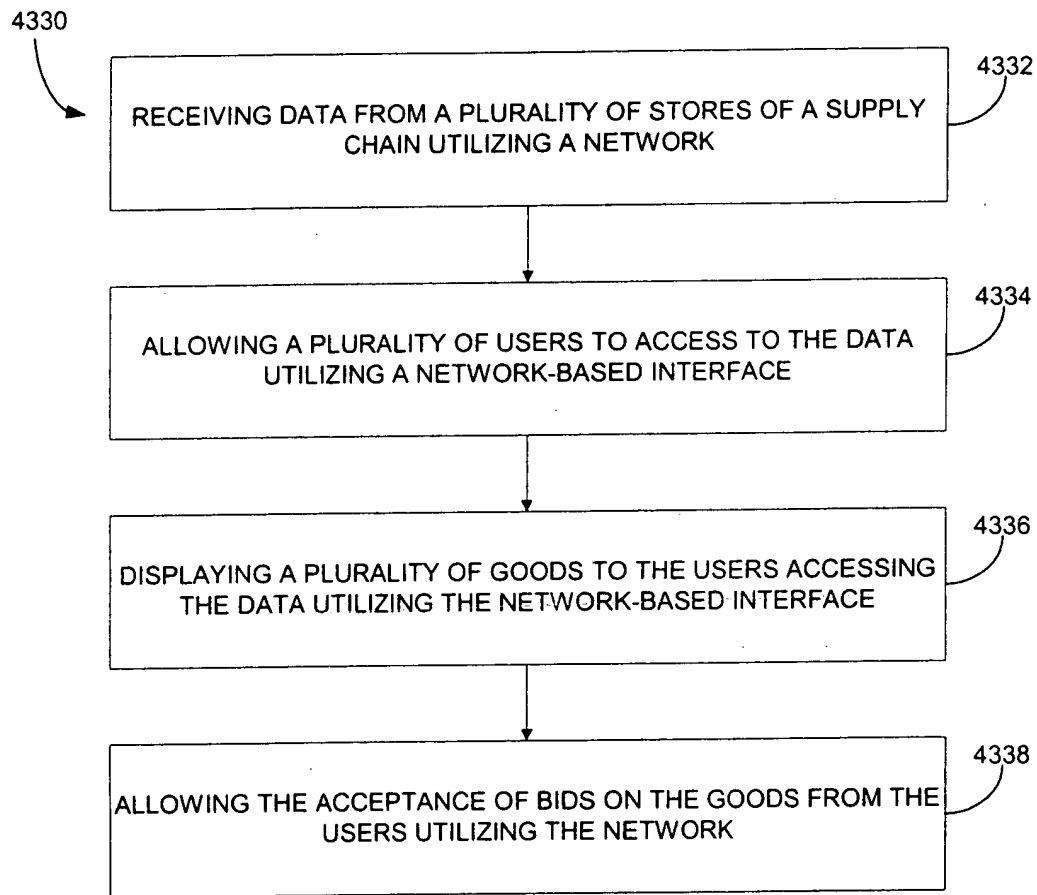 4330
4332
RECEIVING DATA FROM A PLURALITY OF STORES OF A SUPPLY
CHAIN UTILIZING A NETWORK
4334
ALLOWING A PLURALITY OF USERS TO ACCESS TO THE DATA
UTILIZING A NETWORK-BASED INTERFACE
4336
DISPLAYING A PLURALITY OF GOODS TO THE USERS ACCESSING
THE DATA UTILIZING THE NETWORK-BASED INTERFACE
4338
ALLOWING THE ACCEPTANCE OF BIDS ON THE GOODS FROM THE
USERS UTILIZING THE NETWORK